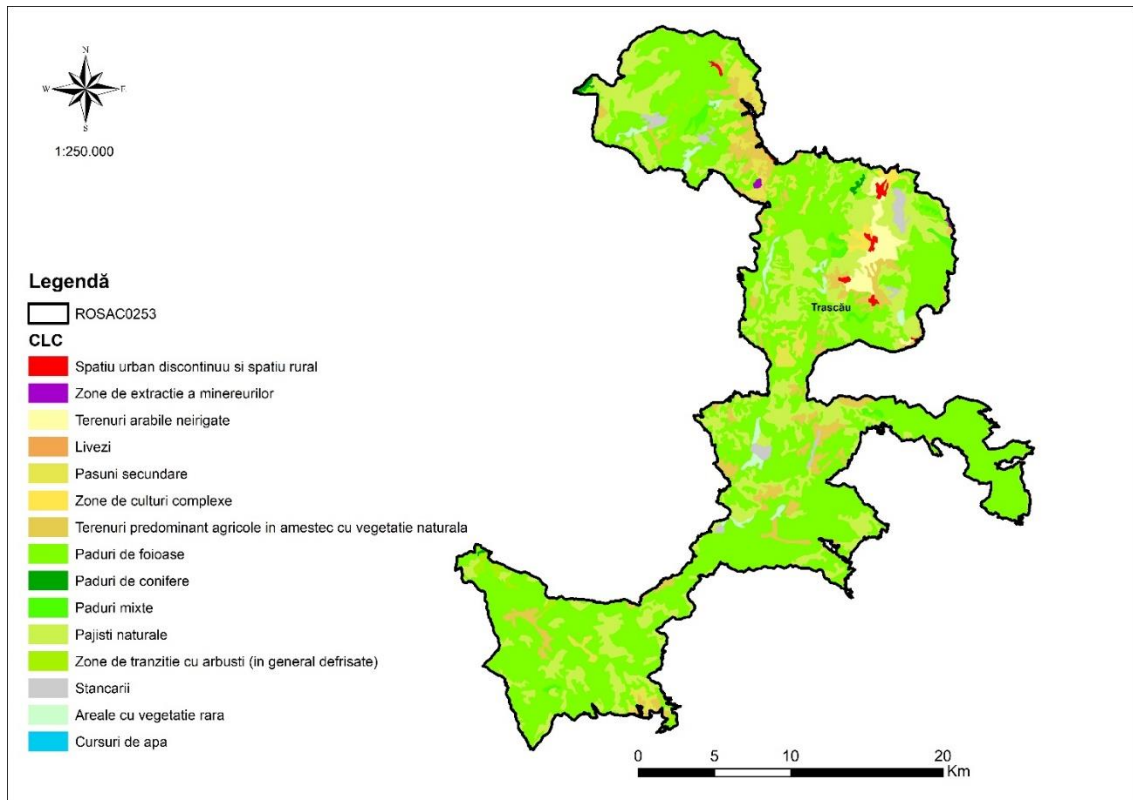 N
W E
S
1:250.000
Legendă
ROSAC0253
CLC
Spatiu urban discontinuu si spatiu rural
Zone de extractie a minereurilor
Terenuri arabile neirigate
Livezi
Pasuni secundare
Zone de culturi complexe
Terenuri predominant agricole in amestec cu vegetatie naturala
Paduri de foioase
Paduri de conifere
Paduri mixte
Pajisti naturale
Zone de tranzitie cu arbusti (in general defrisate)
Stancarii
Areale cu vegetatie rara
Cursuri de apa
Trascău
0 5 10 20
Km